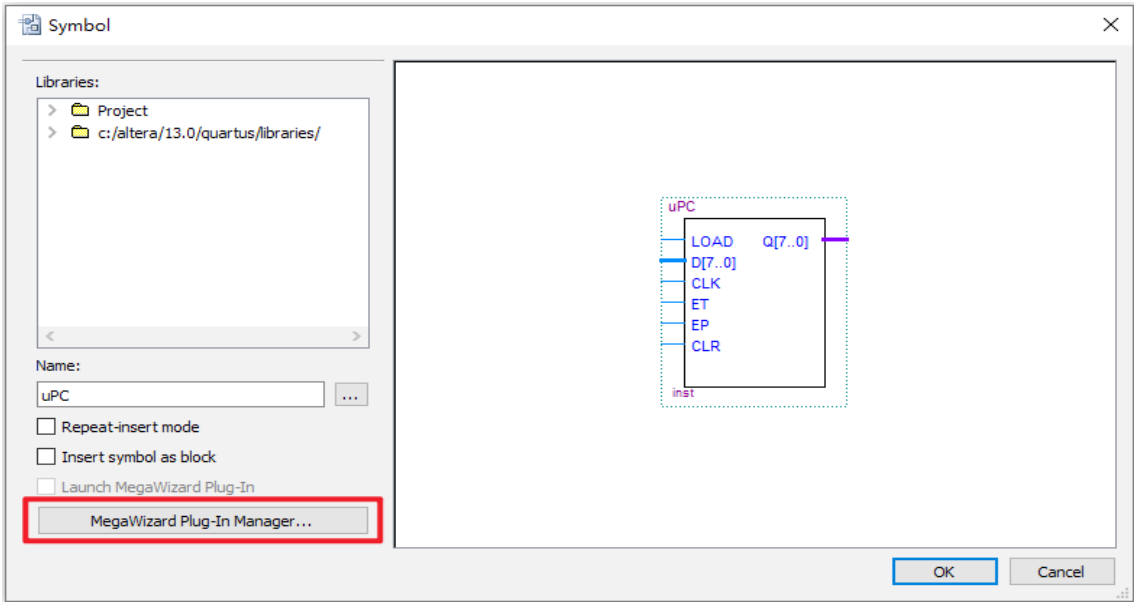 Symbol
Libraries:
Project
c:/altera/13.0/quartus/libraries/
Name:
uPC
...
Repeat-insert mode
Insert symbol as block
Launch MegaWizard Plug-In
MegaWizard Plug-In Manager...
uPC
LOAD Q[7..0]
D[7..0]
CLK
ET
EP
CLR
inst
OK Cancel